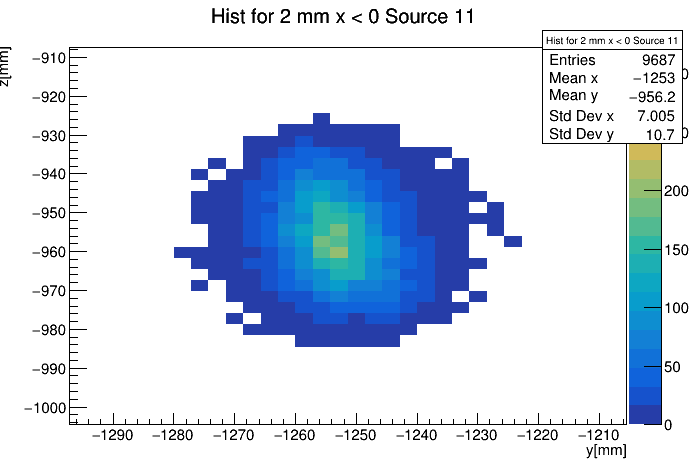 Hist for 2 mm x < 0 Source 11
Hist for 2 mm x < 0 Source 11
Entries 9687
Mean x −1253
Mean y −956.2
Std Dev x 7.005
Std Dev y 10.7
z[mm]
−910
−920
−930
−940
−950
−960
−970
−980
−990
−1000
−1290 −1280 −1270 −1260 −1250 −1240 −1230 −1220 −1210
y[mm]
200
150
100
50
0